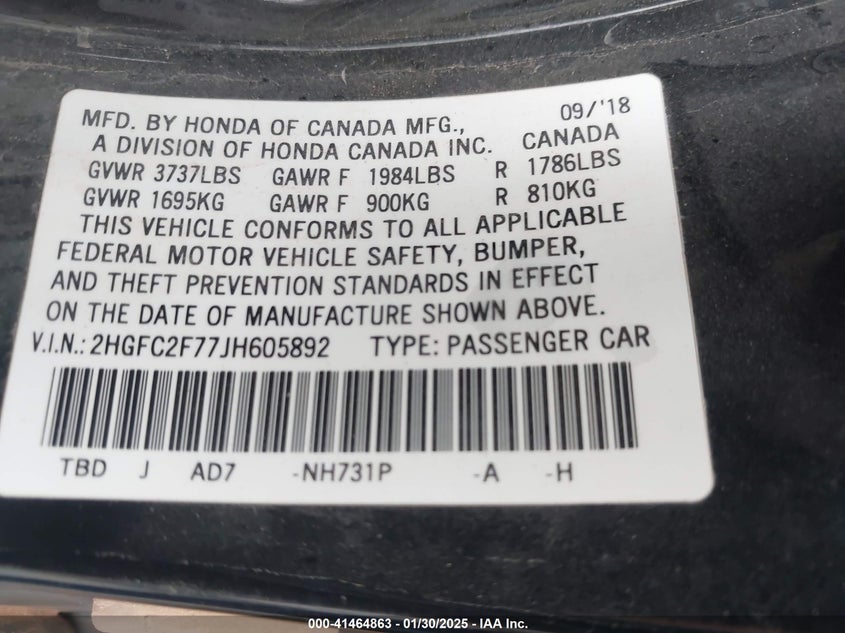 MFD. BY HONDA OF CANADA MFG., 09/'18
A DIVISION OF HONDA CANADA INC. CANADA
GVWR 3737LBS GAWR F 1984LBS R 1786LBS
GVWR 1695KG GAWR F 900KG R 810KG
THIS VEHICLE CONFORMS TO ALL APPLICABLE
FEDERAL MOTOR VEHICLE SAFETY, BUMPER,
AND THEFT PREVENTION STANDARDS IN EFFECT
ON THE DATE OF MANUFACTURE SHOWN ABOVE.
V.I.N.: 2HGFC2F77JH605892 TYPE: PASSENGER CAR
TBD J AD7 -NH731P -A -H
000-41464863 - 01/30/2025 - IAA Inc.